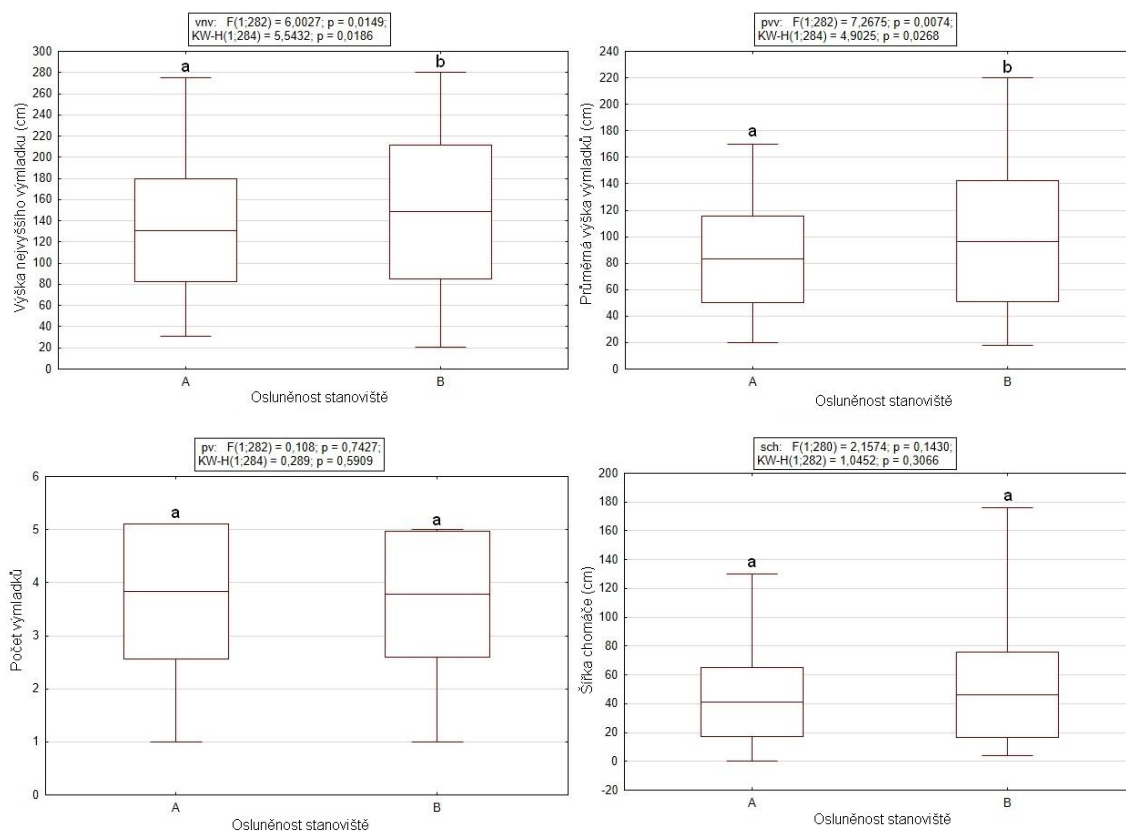 vnv: F(1;282) = 6,0027; p = 0,0149;
KW-H(1;284) = 5,5432; p = 0,0186
Výška nejvyššího výmladku (cm)
300
280
260
240
220
200
180
160
140
120
100
80
60
40
20
0
a
b
A
B
Osluněnost stanoviště
pvv: F(1;282) = 7,2675; p = 0,0074;
KW-H(1;284) = 4,9025; p = 0,0268
Průměrná výška výmladků (cm)
240
220
200
180
160
140
120
100
80
60
40
20
0
a
b
A
B
Osluněnost stanoviště
pv: F(1;282) = 0,108; p = 0,7427;
KW-H(1;284) = 0,289; p = 0,5909
Počet výmladků
6
5
4
3
2
1
0
a
a
A
B
Osluněnost stanoviště
sch: F(1;280) = 2,1574; p = 0,1430;
KW-H(1;282) = 1,0452; p = 0,3066
Šířka chomáče (cm)
200
180
160
140
120
100
80
60
40
20
0
-20
a
a
A
B
Osluněnost stanoviště